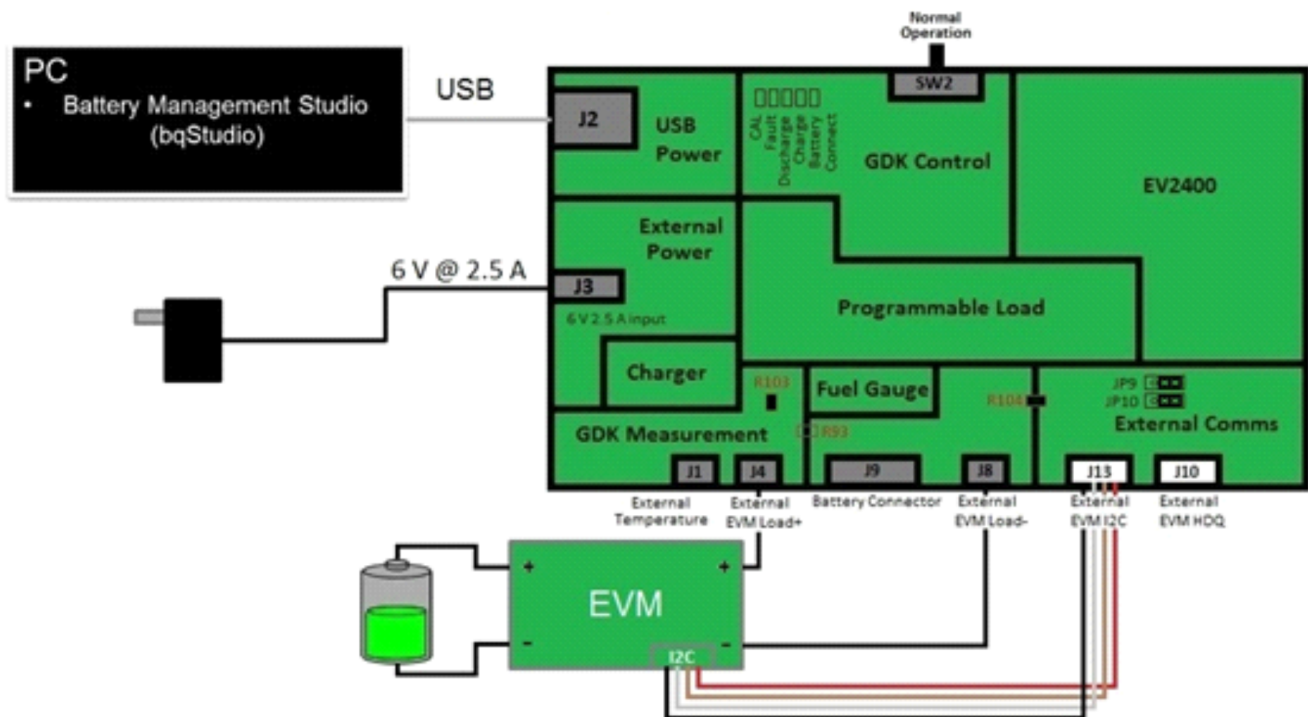 Normal
Operation
PC
• Battery Management Studio
(bqStudio)
USB
J2
USB
Power
CAL
Fault
Discharge
Charge
Battery
Connect
SW2
GDK Control
EV2400
6 V @ 2.5 A
External
Power
J3
6 V 2.5 A input
Programmable Load
Charger
R103
Fuel Gauge
R104
JP9
JP10
External Comms
GDK Measurement
R93
J1
J4
J9
J8
J13
J10
External
Temperature
External
EVM Load+
Battery Connector
External
EVM Load-
External
EVM I2C
External
EVM HDQ
+
+
EVM
-
-
I2C